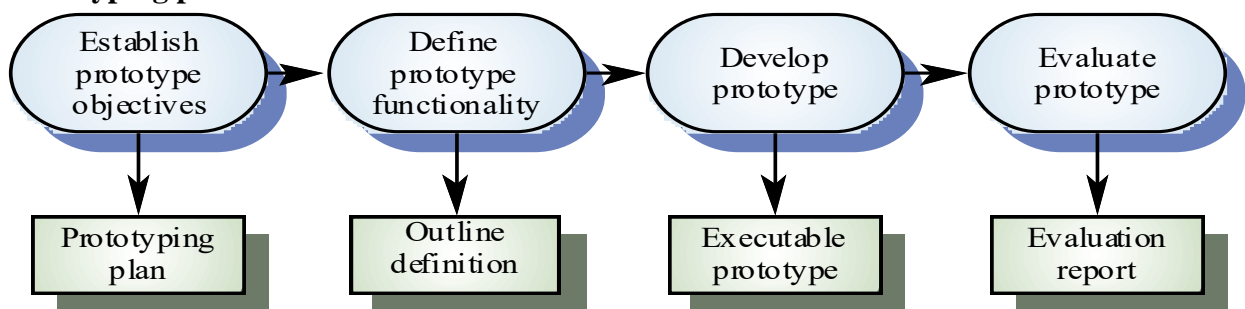 Establish
prototype
objectives
Define
prototype
functionality
Develop
prototype
Evaluate
prototype
Prototyping
plan
Outline
definition
Executable
prototype
Evaluation
report